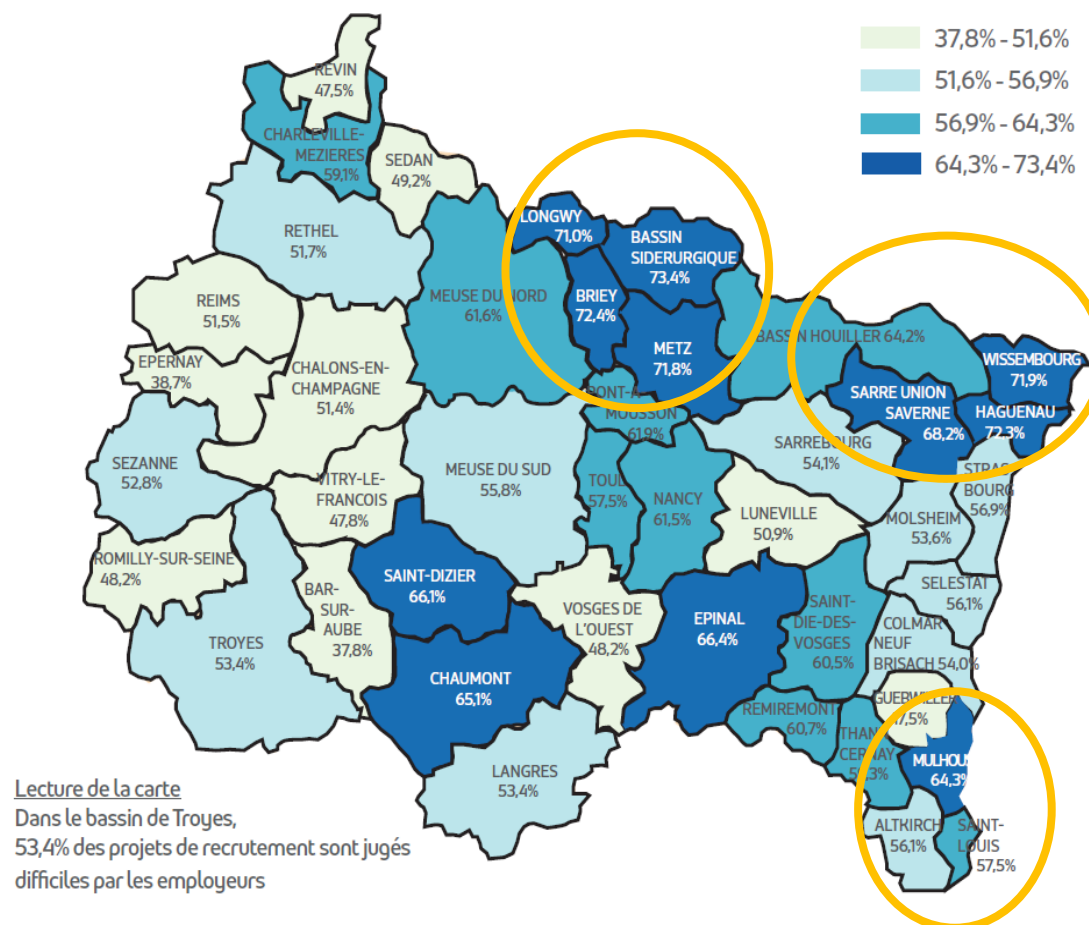 37,8% - 51,6%
51,6% - 56,9%
56,9% - 64,3%
64,3% - 73,4%
REVIN
47,5%
CHARLEVILLE-
MEZIERES
59,1%
SEDAN
49,2%
RETHEL
51,7%
LONGWY
71,0%
BASSIN
SIDERURGIQUE
73,4%
BRIEY
72,4%
MEUSE DU NORD
61,6%
REIMS
51,5%
METZ
71,8%
BASSIN HOUILLER 64,2%
WISSEMBOURG
71,9%
EPERNAY
38,7%
CHALONS-EN-
CHAMPAGNE
51,4%
SARRE UNION
SAVERNE
68,2%
HAGUENAU
72,3%
PONT-A
MOUSSON
61,9%
SARREBOURG
54,1%
SEZANNE
52,8%
MEUSE DU SUD
55,8%
STRAS
BOURG
56,9%
VITRY-LE-
FRANCOIS
47,8%
TOUL
57,5%
NANCY
61,5%
LUNEVILLE
50,9%
MOLSHEIM
53,6%
ROMILLY-SUR-SEINE
48,2%
SAINT-DIZIER
66,1%
SELESTAT
56,1%
BAR-
SUR-
AUBE
37,8%
VOSGES DE
L'OUEST
48,2%
EPINAL
66,4%
SAINT-
DIE-DES-
VOSGES
60,5%
COLMAR
NEUF
BRISACH 54,0%
TROYES
53,4%
CHAUMONT
65,1%
GUEBWILLER
47,5%
REMIREMONT
60,7%
THAN
CERNAY
MULHOUS
64,3%
LANGRES
53,4%
ALTKIRCH
56,1%
SAINT-
LOUIS
57,5%
Lecture de la carte
Dans le bassin de Troyes,
53,4% des projets de recrutement sont jugés
difficiles par les employeurs